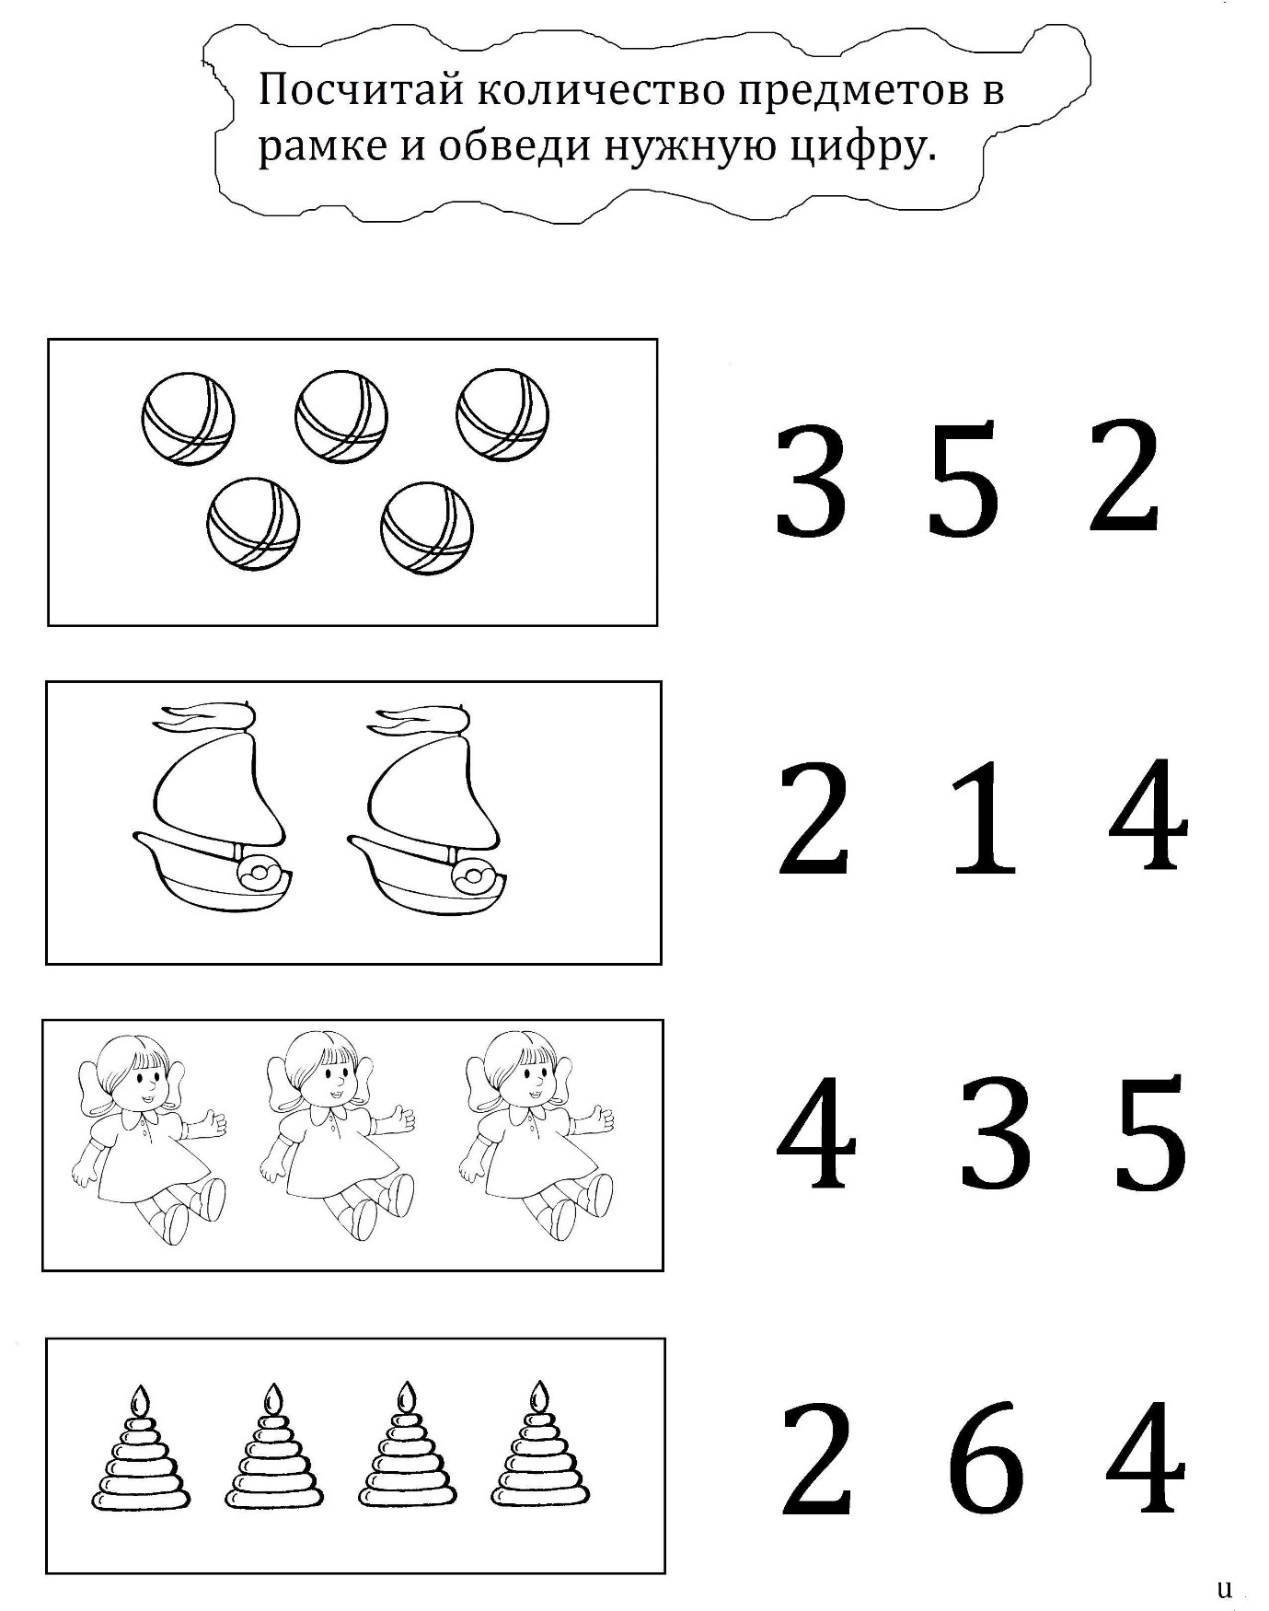 Посчитай количество предметов в
рамке и обведи нужную цифру.
3 5 2
2 1 4
4 3 5
2 6 4
u